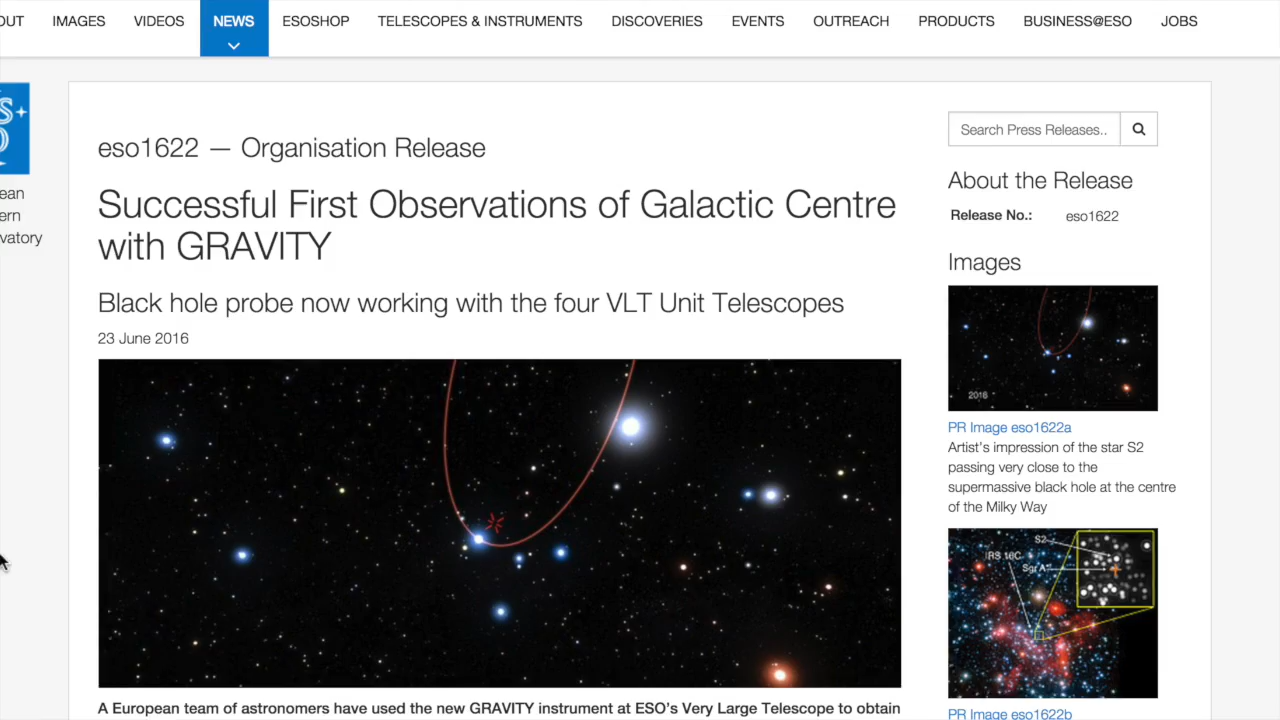 OUT IMAGES VIDEOS NEWS ESOSHOP TELESCOPES & INSTRUMENTS DISCOVERIES EVENTS OUTREACH PRODUCTS BUSINESS@ESO JOBS
ean
ern
vatory
eso1622 — Organisation Release
Successful First Observations of Galactic Centre
with GRAVITY
Black hole probe now working with the four VLT Unit Telescopes
23 June 2016
A European team of astronomers have used the new GRAVITY instrument at ESO's Very Large Telescope to obtain
Search Press Releases..
About the Release
Release No.: eso1622
Images
2016
PR Image eso1622a
Artist's impression of the star S2
passing very close to the
supermassive black hole at the centre
of the Milky Way
S2
IRS 16C
Sgr A*
PR Image eso1622b